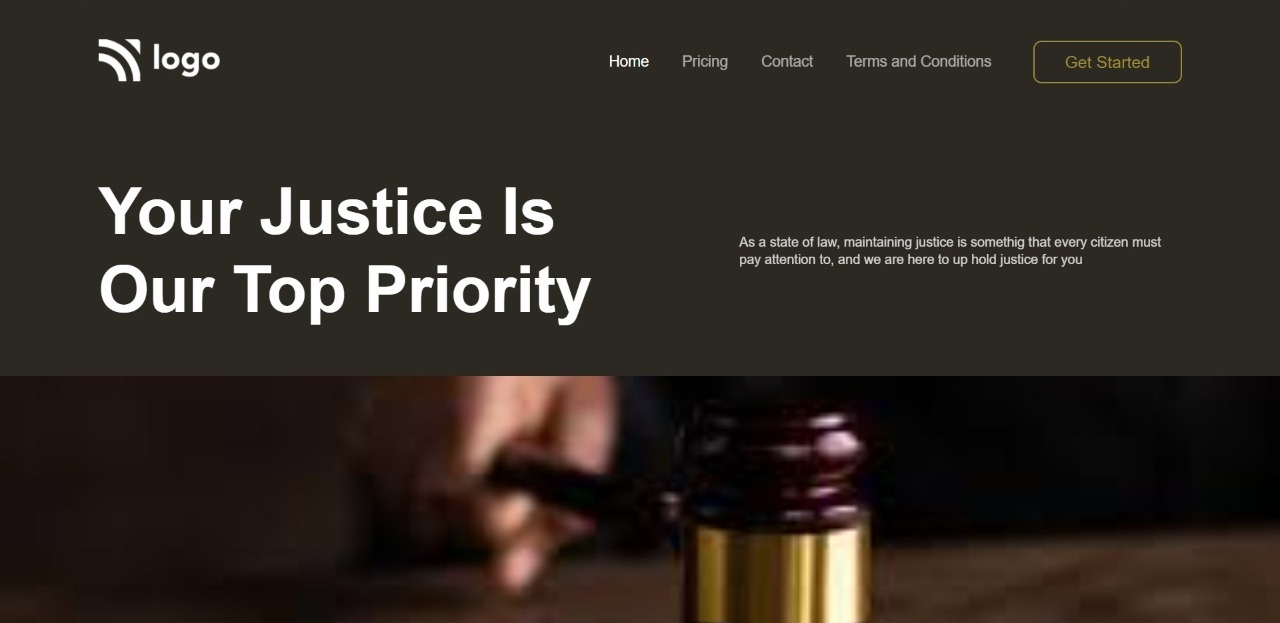 logo
Home Pricing Contact Terms and Conditions Get Started
Your Justice Is
Our Top Priority
As a state of law, maintaining justice is somethig that every citizen must
pay attention to, and we are here to up hold justice for you